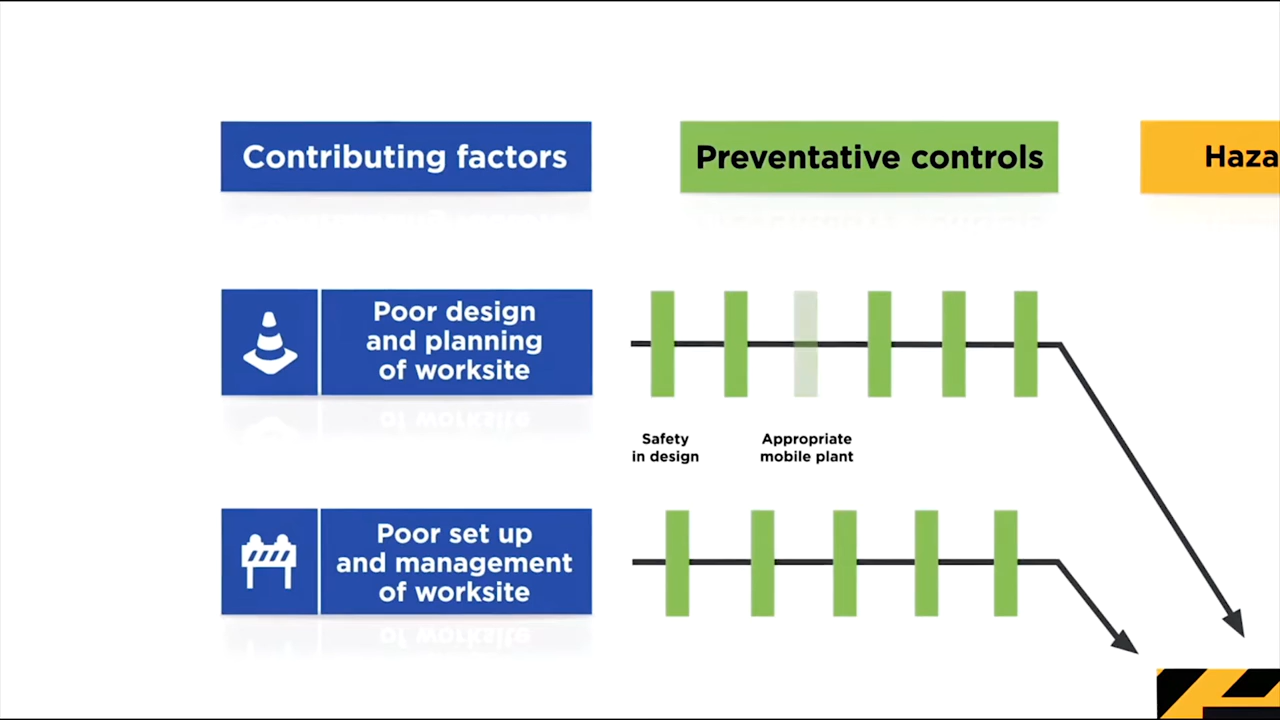 Contributing factors
Preventative controls
Haza
Poor design
and planning
of worksite
Safety
in design
Appropriate
mobile plant
Poor set up
and management
of worksite